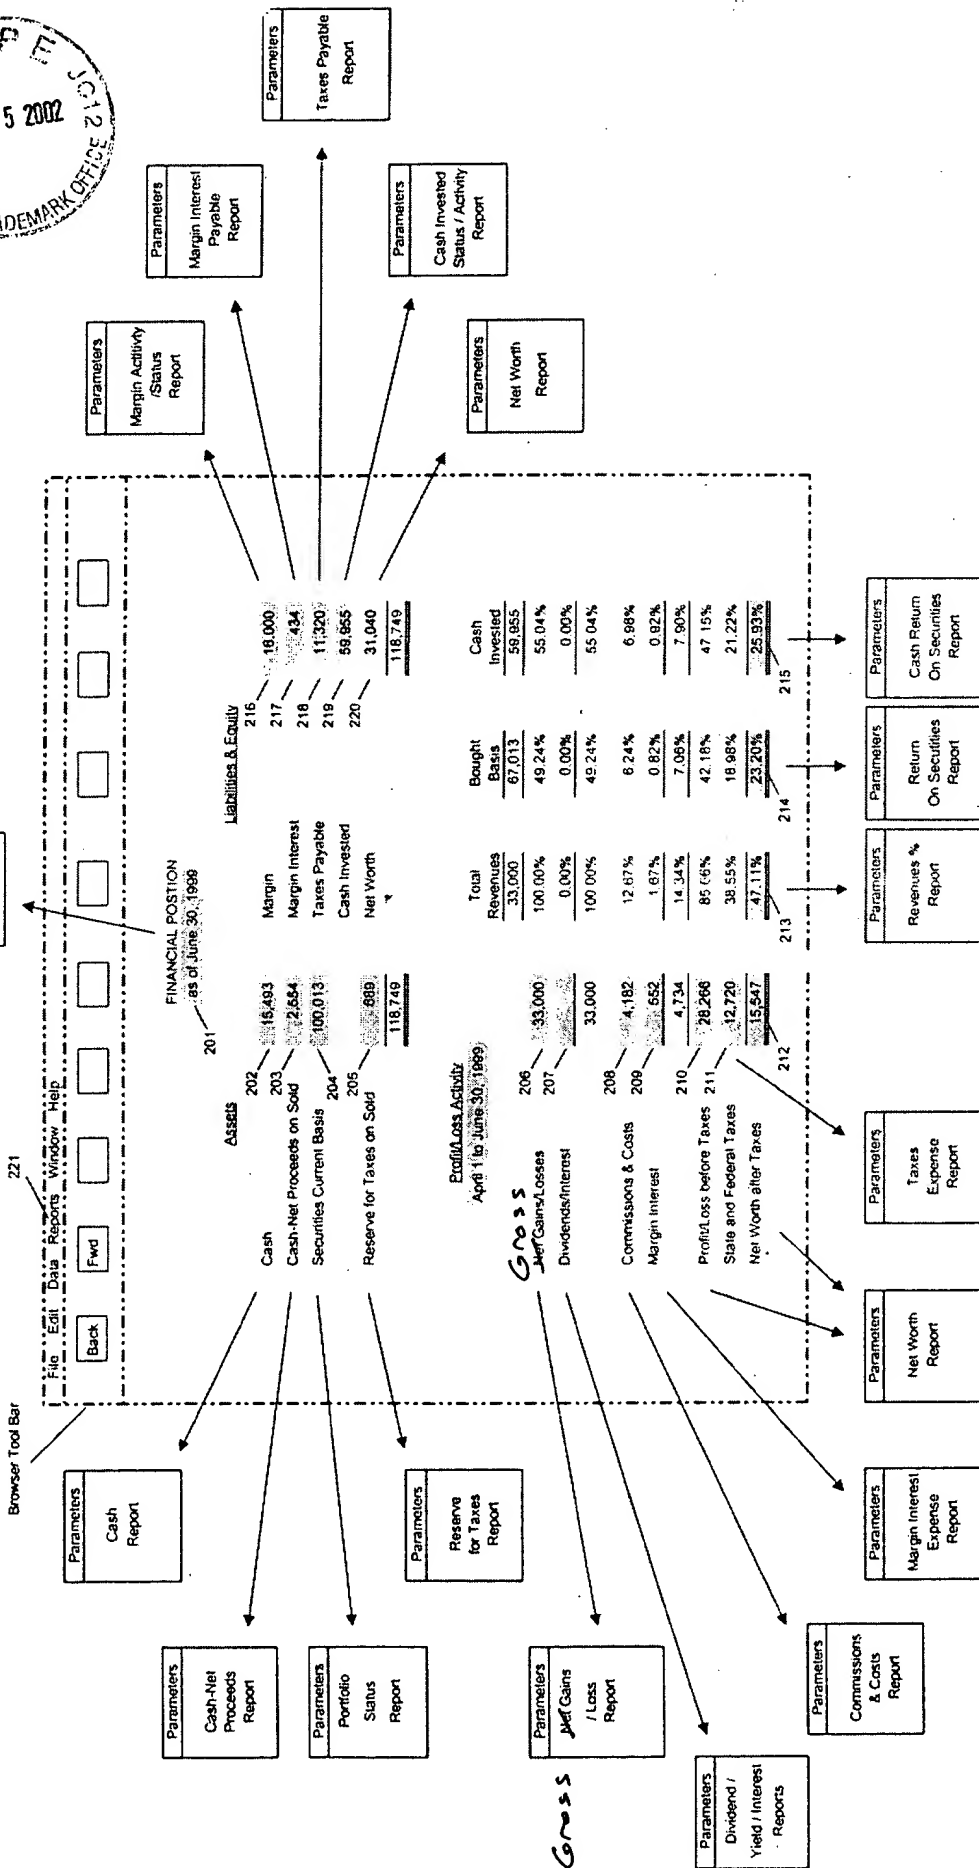 5 2002
JC12
TRADEMARK OFFICE
Browser Tool Bar
221
File Edit Data Reports Window Help
Back Fwd
FINANCIAL POSTION
as of June 30, 1999
201
Assets
Cash 202 15,493
Cash-Net Proceeds on Sold 203 2,554
Securities Current Basis 204 100,013
Reserve for Taxes on Sold 205 689
118,749
Liabilities & Equity
Margin 216 16,000
Margin Interest 217 434
Taxes Payable 218 11,320
Cash Invested 219 59,955
Net Worth 220 31,040
118,749
Profit/Loss Activity
April 1 to June 30, 1999
Total Revenues
Bought Basis
Cash Invested
33,000 67,013 59,955
Gross
Net Gains/Losses 206 33,000 100.00% 49.24% 55.04%
Dividends/Interest 207 0.00% 0.00% 0.00%
33,000 100.00% 49.24% 55.04%
Commissions & Costs 208 4,182 12.67% 6.24% 6.98%
Margin Interest 209 552 1.67% 0.82% 0.92%
4,734 14.34% 7.06% 7.90%
Profit/Loss before Taxes 210 28,266 85.66% 42.18% 47.15%
State and Federal Taxes 211 12,720 38.55% 18.98% 21.22%
Net Worth after Taxes 15,547 47.11% 23.20% 25.93%
212 213 214 215
Parameters
Cash
Report
Parameters
Cash-Net
Proceeds
Report
Parameters
Portfolio
Status
Report
Parameters
Reserve
for Taxes
Report
Gross
Parameters
Net Gains
/ Loss
Report
Parameters
Dividend /
Yield / Interest
Reports
Parameters
Commissions
& Costs
Report
Parameters
Margin Interest
Expense
Report
Parameters
Net Worth
Report
Parameters
Taxes
Expense
Report
Parameters
Revenues %
Report
Parameters
Return
On Secutities
Report
Parameters
Cash Return
On Securities
Report
Parameters
Margin Actitivty
/Status
Report
Parameters
Margin Interest
Payable
Report
Parameters
Taxes Payable
Report
Parameters
Cash Invested
Status / Activity
Report
Parameters
Net Worth
Report